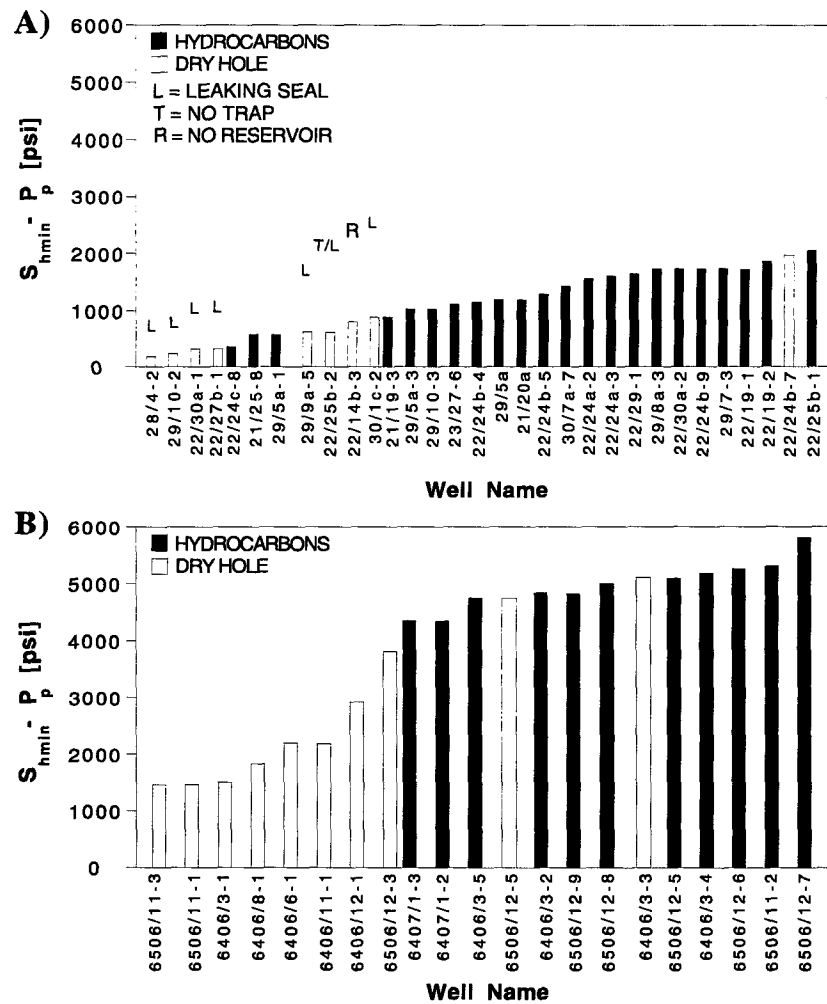 A)
6000
5000
4000
3000
2000
1000
0
S_hmin - P_p [psi]
HYDROCARBONS
DRY HOLE
L = LEAKING SEAL
T = NO TRAP
R = NO RESERVOIR
L
L
L
L
L
T/L
R
L
28/4-2
29/10-2
22/30a-1
22/27b-1
22/24c-8
21/25-8
29/5a-1
29/9a-5
22/25b-2
22/14b-3
30/1c-2
21/19-3
29/5a-3
29/10-3
23/27-6
22/24b-4
29/5a
21/20a
22/24b-5
30/7a-7
22/24a-2
22/24a-3
22/29-1
29/8a-3
22/30a-2
22/24b-9
29/7-3
22/19-1
22/19-2
22/24b-7
22/25b-1
Well Name
B)
6000
5000
4000
3000
2000
1000
0
S_hmin - P_p [psi]
HYDROCARBONS
DRY HOLE
6506/11-3
6506/11-1
6406/3-1
6406/8-1
6406/6-1
6406/11-1
6406/12-1
6506/12-3
6407/1-3
6407/1-2
6406/3-5
6506/12-5
6406/3-2
6506/12-9
6506/12-8
6406/3-3
6506/12-5
6406/3-4
6506/12-6
6506/11-2
6506/12-7
Well Name